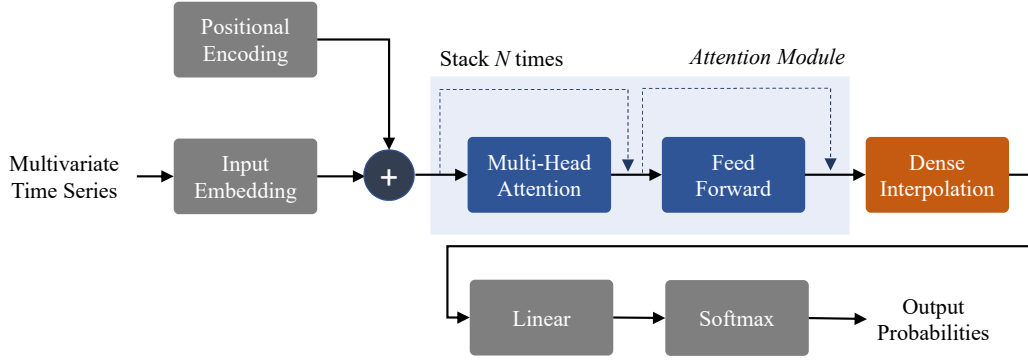 Positional
Encoding
Stack N times
Attention Module
Multivariate
Time Series
Input
Embedding
+
Multi-Head
Attention
Feed
Forward
Dense
Interpolation
Linear
Softmax
Output
Probabilities